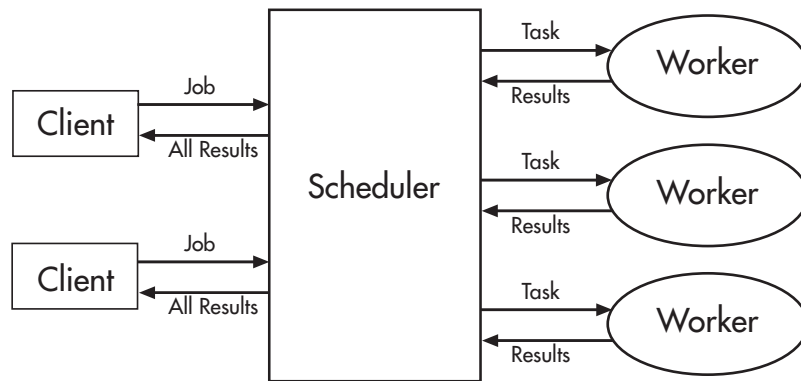 Client
Job
All Results
Client
Job
All Results
Scheduler
Task
Results
Worker
Task
Results
Worker
Task
Results
Worker